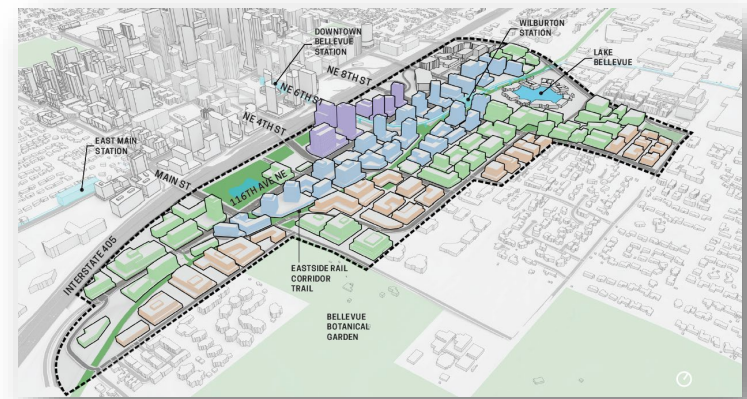 DOWNTOWN
BELLEVUE
STATION
WILBURTON
STATION
LAKE
BELLEVUE
NE 8TH ST
NE 6TH ST
NE 4TH ST
EAST MAIN
STATION
MAIN ST
116TH AVE NE
INTERSTATE 405
EASTSIDE RAIL
CORRIDOR
TRAIL
BELLEVUE
BOTANICAL
GARDEN